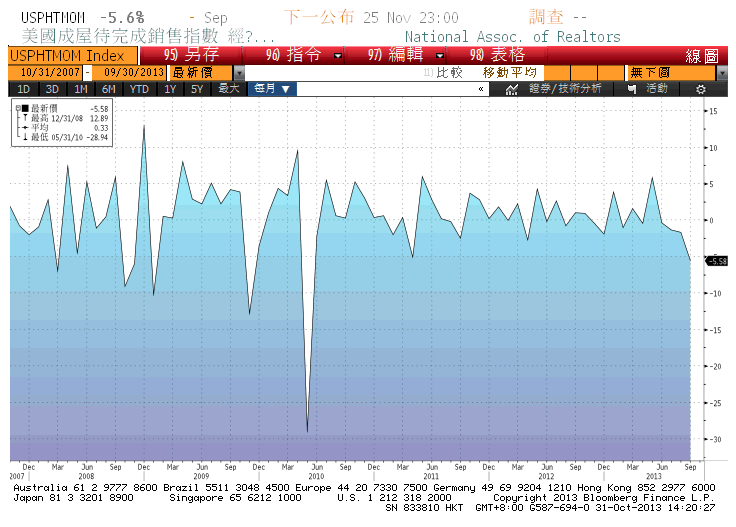 USPHTMOM -5.6% - Sep 下一公布 25 Nov 23:00 調查 --
美國成屋待完成銷售指數 經?... National Assoc. of Realtors
USPHTMOM Index 95) 另存 96) 指令 97) 編輯 98) 表格 線圖
10/31/2007 - 09/30/2013 最新價 11) 比較 移動平均 無下價
1D 3D 1M 6M YTD 1Y 5Y 最大 每月 ▼ « 證券/技術分析 活動
最新價 -5.58
最高 12/31/08 12.89
平均 0.33
最低 05/31/10 -28.94
15
10
5
0
-5.58
-10
-15
-20
-25
-30
Dec Mar Jun Sep Dec Mar Jun Sep Dec Mar Jun Sep Dec Mar Jun Sep Dec Mar Jun Sep Dec Mar Jun Sep
2007 2008 2009 2010 2011 2012 2013
Australia 61 2 9777 8600 Brazil 5511 3048 4500 Europe 44 20 7330 7500 Germany 49 69 9204 1210 Hong Kong 852 2977 6000
Japan 81 3 3201 8900 Singapore 65 6212 1000 U.S. 1 212 318 2000 Copyright 2013 Bloomberg Finance L.P.
SN 833810 HKT GMT+8:00 G587-694-0 31-Oct-2013 14:20:27